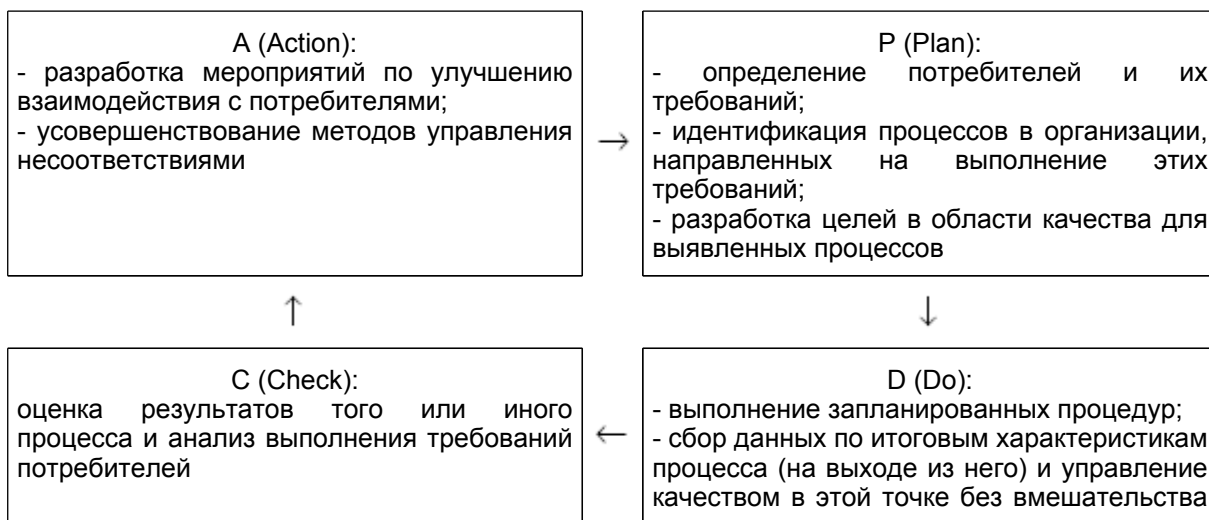 A (Action):
- разработка мероприятий по улучшению
взаимодействия с потребителями;
- усовершенствование методов управления
несоответствиями
P (Plan):
- определение потребителей и их
требований;
- идентификация процессов в организации,
направленных на выполнение этих
требований;
- разработка целей в области качества для
выявленных процессов
C (Check):
оценка результатов того или иного
процесса и анализ выполнения требований
потребителей
D (Do):
- выполнение запланированных процедур;
- сбор данных по итоговым характеристикам
процесса (на выходе из него) и управление
качеством в этой точке без вмешательства